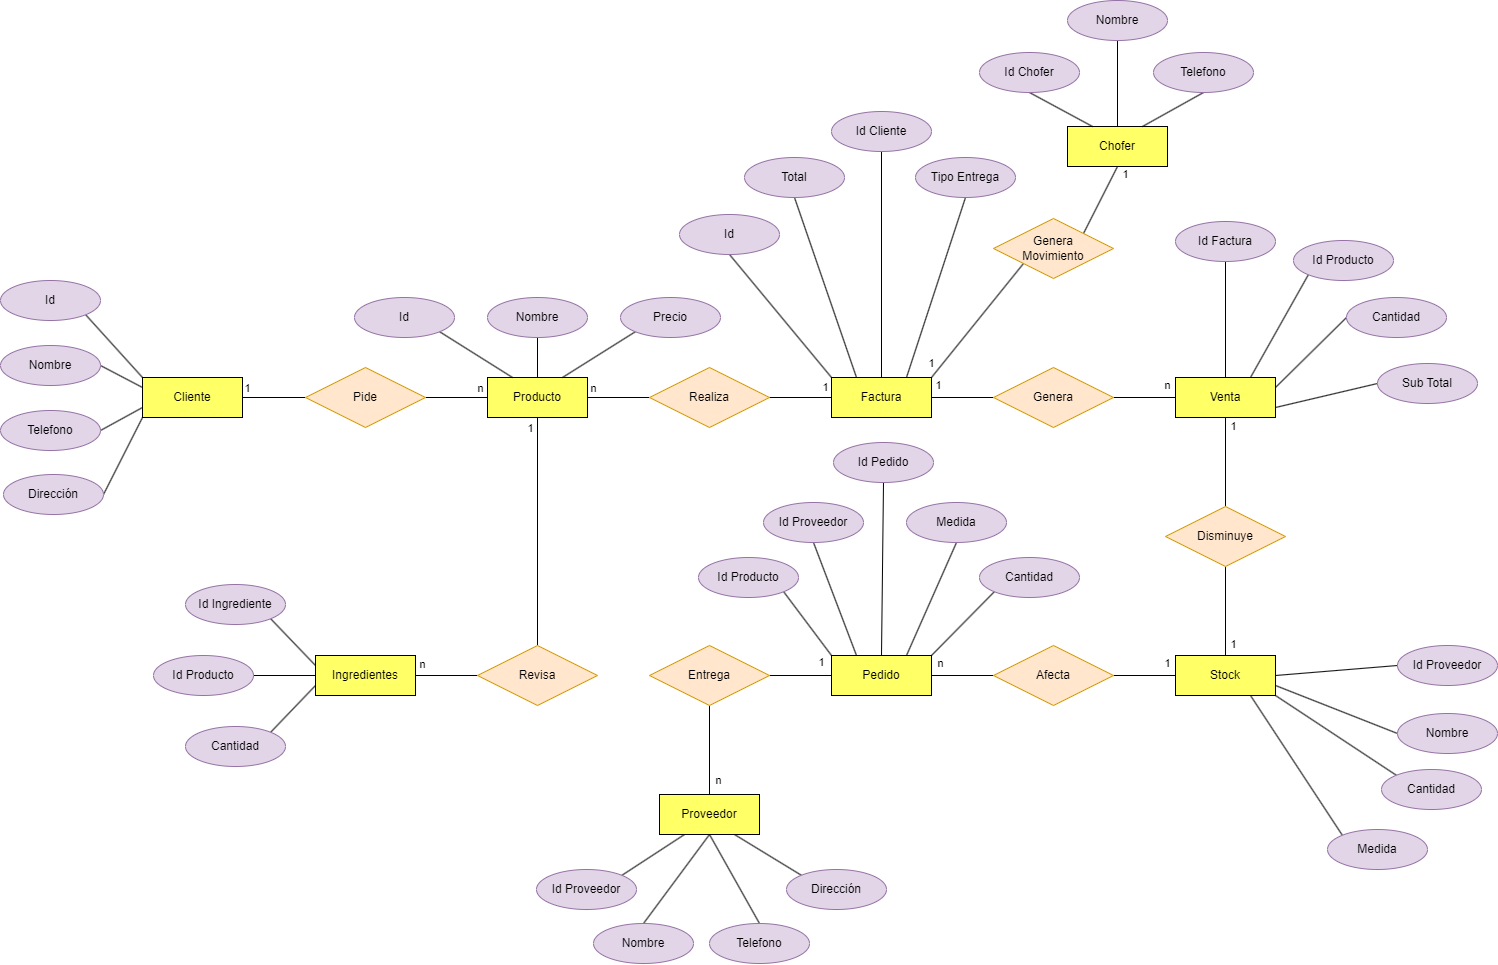 Nombre
Id Chofer
Telefono
Chofer
1
Id Cliente
Total
Tipo Entrega
Id
Genera
Movimiento
Id Factura
Id Producto
Cantidad
Sub Total
Id
Nombre
Telefono
Dirección
Id
Nombre
Precio
Cliente
1
Pide
n
Producto
n
Realiza
1
Factura
1
1
Genera
n
Venta
1
1
Id Pedido
Id Proveedor
Medida
Id Producto
Cantidad
Disminuye
Id Ingrediente
Id Producto
Cantidad
Ingredientes
n
Revisa
Entrega
1
Pedido
n
Afecta
1
1
Stock
Id Proveedor
Nombre
Cantidad
Medida
n
Proveedor
Id Proveedor
Dirección
Nombre
Telefono